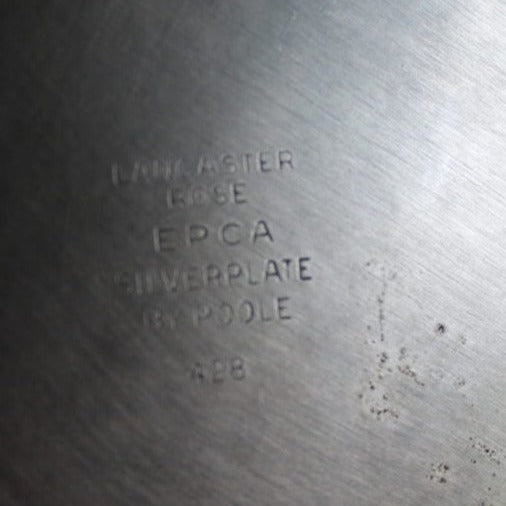 LANCASTER
ROSE
EPCA
SILVERPLATE
BY POOLE
428